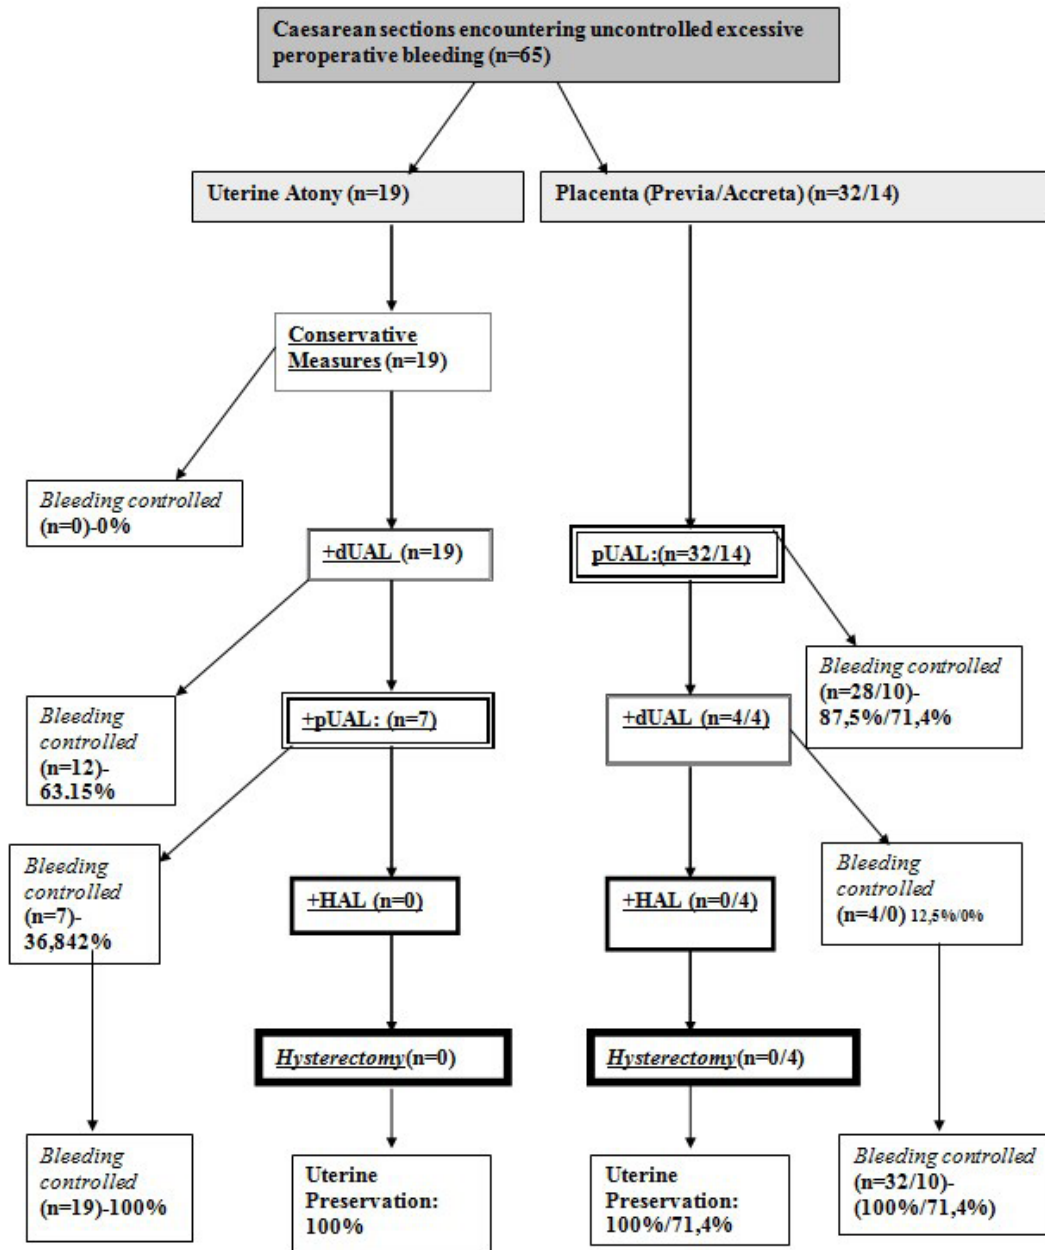 Caesarean sections encountering uncontrolled excessive
peroperative bleeding (n=65)
Uterine Atony (n=19)
Placenta (Previa/Accreta) (n=32/14)
Conservative
Measures (n=19)
Bleeding controlled
(n=0)-0%
+dUAL (n=19)
pUAL:(n=32/14)
Bleeding controlled
(n=28/10)-
87,5%/71,4%
Bleeding
controlled
(n=12)-
63.15%
+pUAL: (n=7)
+dUAL (n=4/4)
Bleeding
controlled
(n=7)-
36,842%
+HAL (n=0)
+HAL (n=0/4)
Bleeding
controlled
(n=4/0) 12,5%/0%
Hysterectomy(n=0)
Hysterectomy(n=0/4)
Bleeding
controlled
(n=19)-100%
Uterine
Preservation:
100%
Uterine
Preservation:
100%/71,4%
Bleeding controlled
(n=32/10)-
(100%/71,4%)